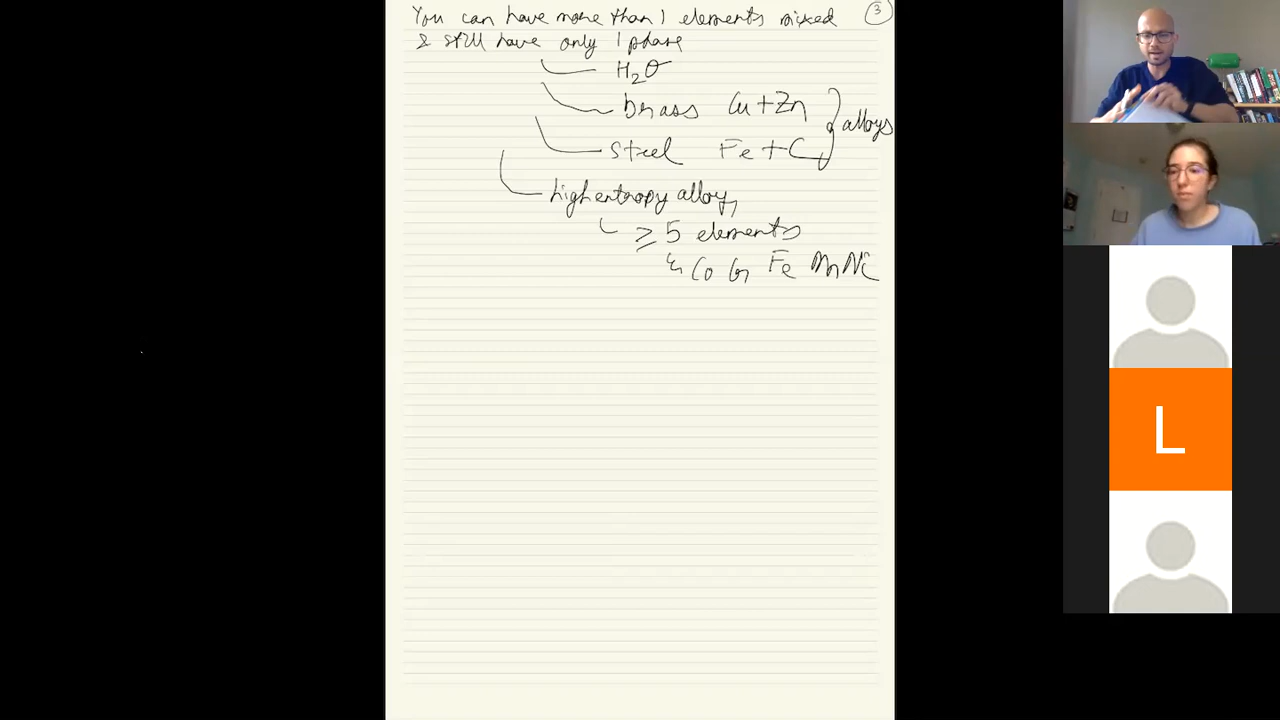 You can have more than 1 elements mixed ③
& still have only 1 phase
H₂O
brass Cu+Zn
alloys
Steel Fe+C
high entropy alloy,
≥5 elements
Co Cr Fe Mn Ni
L